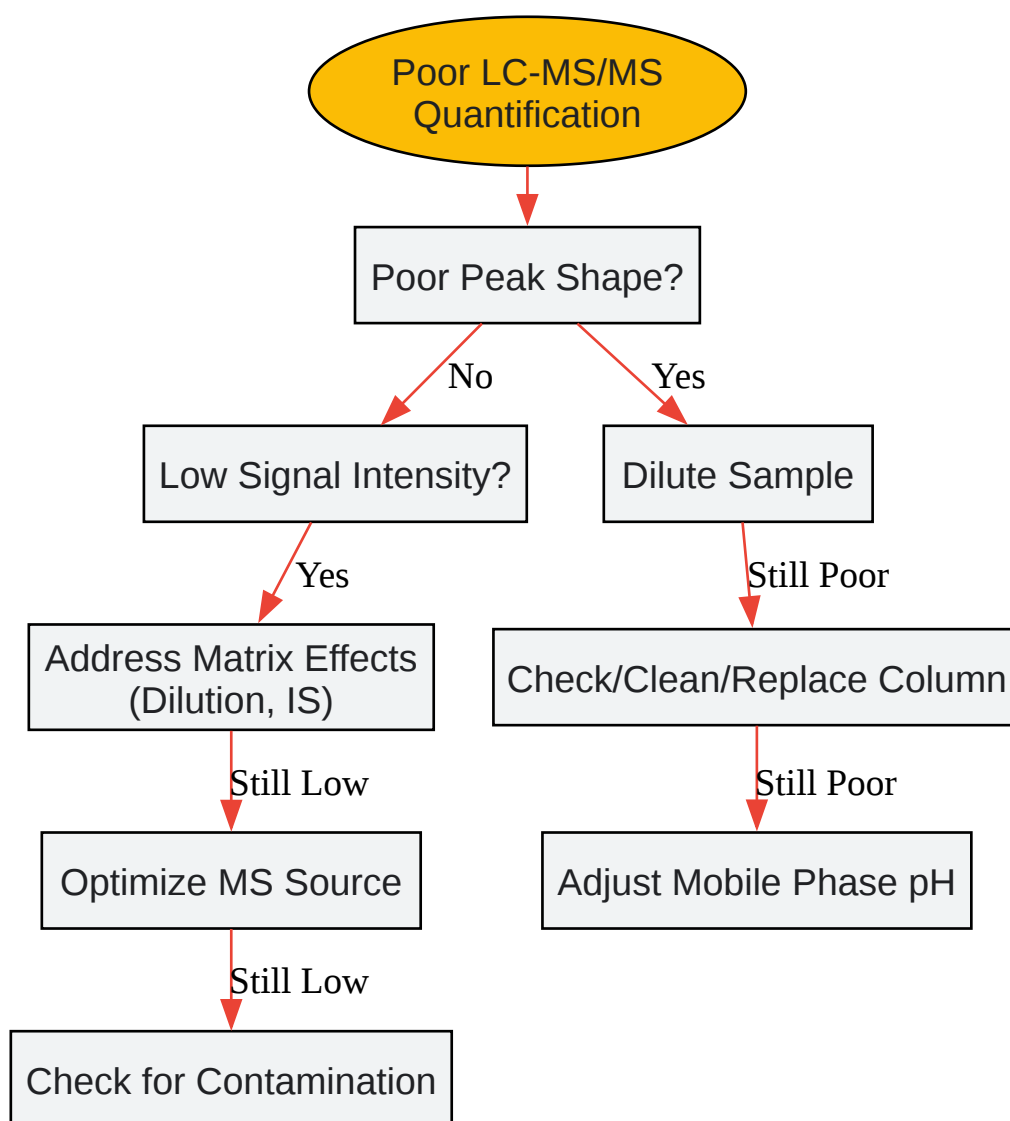 Poor LC-MS/MS
Quantification
Poor Peak Shape?
No
Yes
Low Signal Intensity?
Dilute Sample
Yes
Still Poor
Address Matrix Effects
(Dilution, IS)
Check/Clean/Replace Column
Still Low
Still Poor
Optimize MS Source
Adjust Mobile Phase pH
Still Low
Check for Contamination